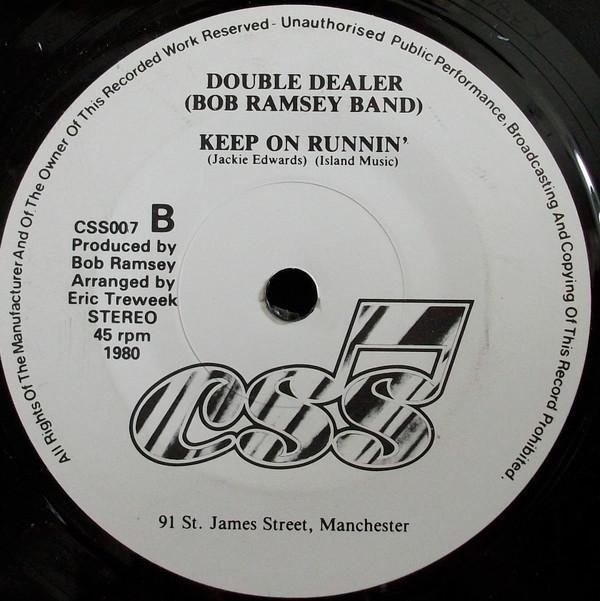 All Rights Of The Manufacturer And Of The Owner Of This Recorded Work Reserved - Unauthorised Public Performance, Broadcasting And Copying Of This Record Prohibited.
DOUBLE DEALER
(BOB RAMSEY BAND)
KEEP ON RUNNIN'
(Jackie Edwards) (Island Music)
CSS007 B
Produced by
Bob Ramsey
Arranged by
Eric Treweek
STEREO
45 rpm
1980
css
91 St. James Street, Manchester